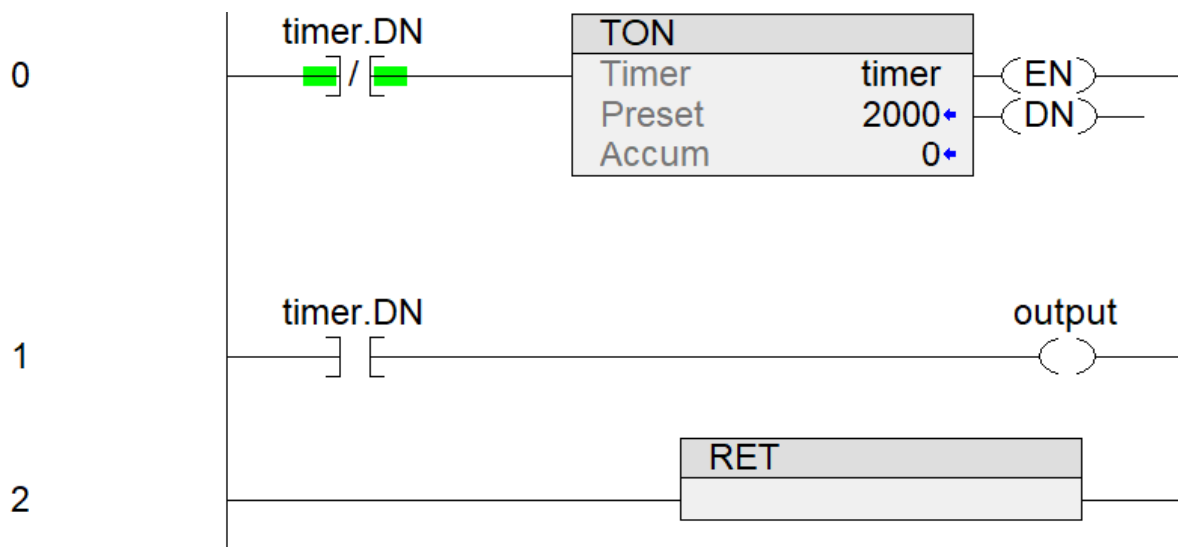 timer.DN
TON
0
/
Timer timer
EN
Preset 2000
DN
Accum 0
timer.DN
output
1
RET
2